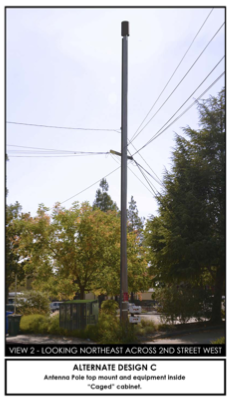 VIEW 2 - LOOKING NORTHEAST ACROSS 2ND STREET WEST
ALTERNATE DESIGN C
Antenna Pole top mount and equipment inside
"Caged" cabinet.